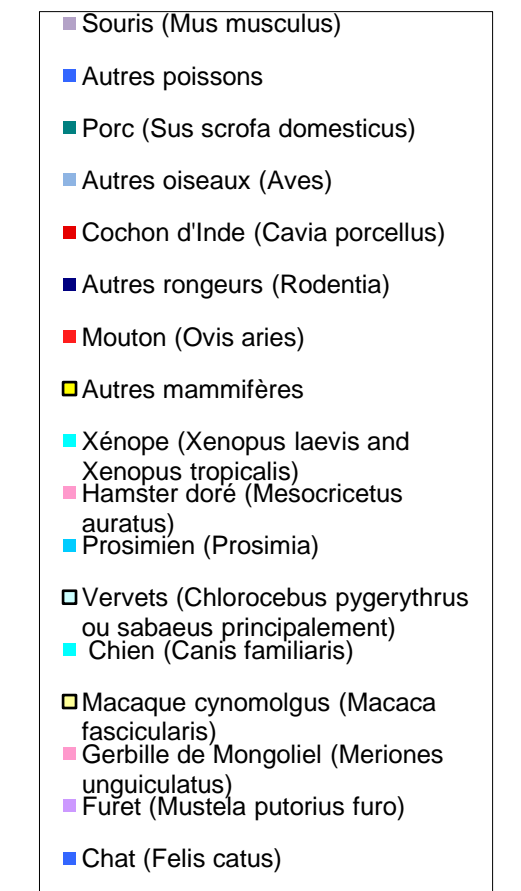 Souris (Mus musculus)
Autres poissons
Porc (Sus scrofa domesticus)
Autres oiseaux (Aves)
Cochon d'Inde (Cavia porcellus)
Autres rongeurs (Rodentia)
Mouton (Ovis aries)
Autres mammifères
Xénope (Xenopus laevis and
Xenopus tropicalis)
Hamster doré (Mesocricetus
auratus)
Prosimien (Prosimia)
Vervets (Chlorocebus pygerythrus
ou sabaeus principalement)
Chien (Canis familiaris)
Macaque cynomolgus (Macaca
fascicularis)
Gerbille de Mongoliel (Meriones
unguiculatus)
Furet (Mustela putorius furo)
Chat (Felis catus)